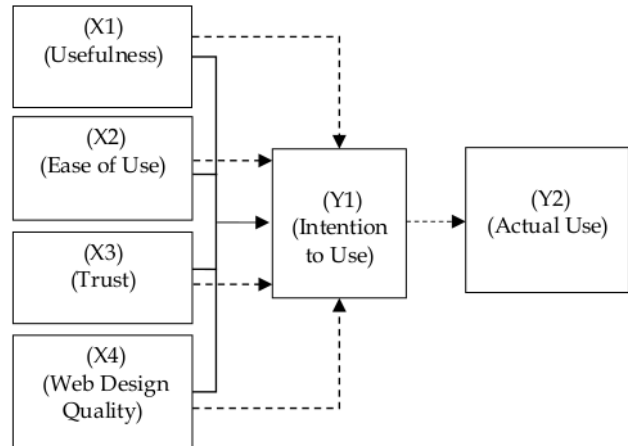 (X1)
(Usefulness)
(X2)
(Ease of Use)
(X3)
(Trust)
(X4)
(Web Design
Quality)
(Y1)
(Intention
to Use)
(Y2)
(Actual Use)